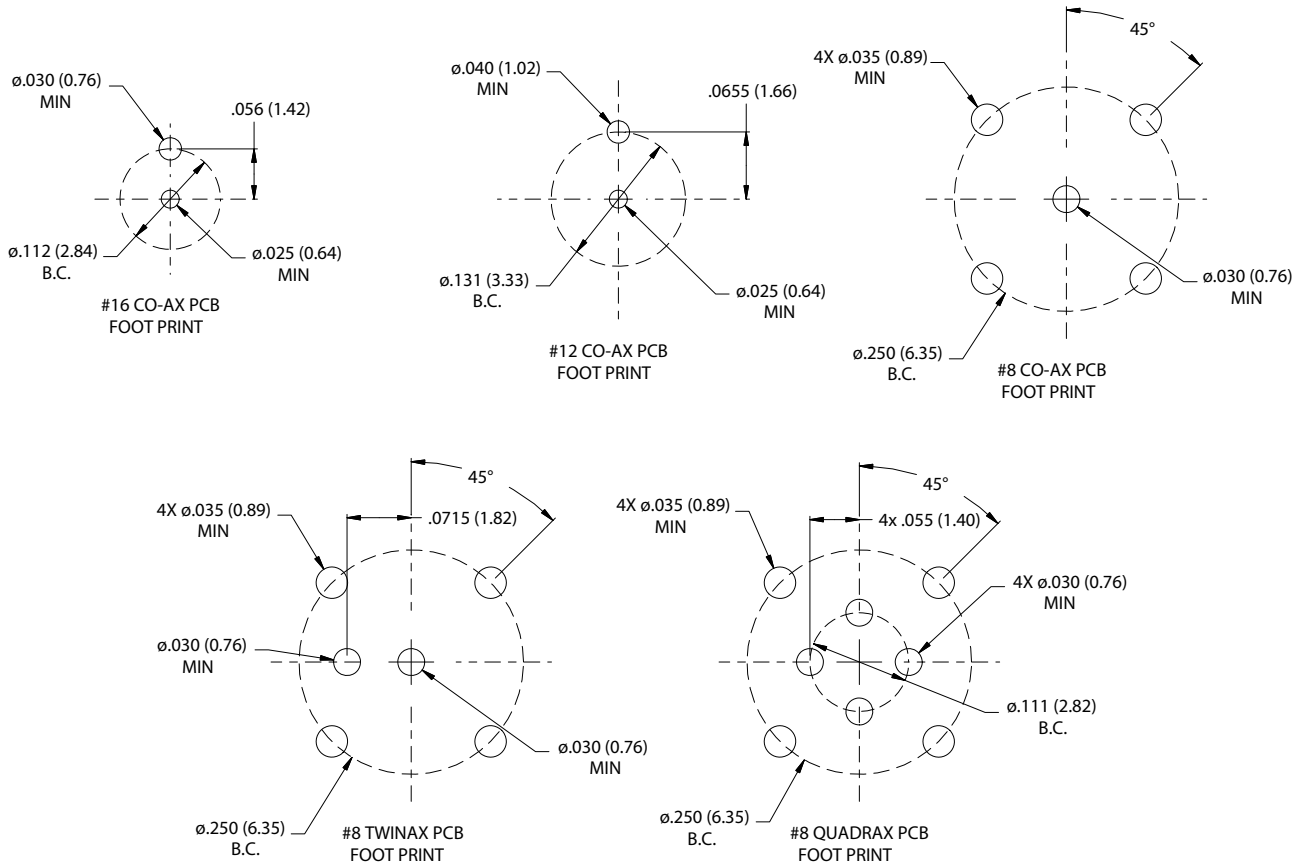 ø.030 (0.76)
MIN
.056 (1.42)
ø.112 (2.84)
B.C.
ø.025 (0.64)
MIN
#16 CO-AX PCB
FOOT PRINT
ø.040 (1.02)
MIN
.0655 (1.66)
ø.131 (3.33)
B.C.
ø.025 (0.64)
MIN
#12 CO-AX PCB
FOOT PRINT
45°
4X ø.035 (0.89)
MIN
ø.030 (0.76)
MIN
ø.250 (6.35)
B.C.
#8 CO-AX PCB
FOOT PRINT
45°
4X ø.035 (0.89)
MIN
.0715 (1.82)
ø.030 (0.76)
MIN
ø.030 (0.76)
MIN
ø.250 (6.35)
B.C.
#8 TWINAX PCB
FOOT PRINT
45°
4X ø.035 (0.89)
MIN
4x .055 (1.40)
4X ø.030 (0.76)
MIN
ø.111 (2.82)
B.C.
ø.250 (6.35)
B.C.
#8 QUADRAX PCB
FOOT PRINT